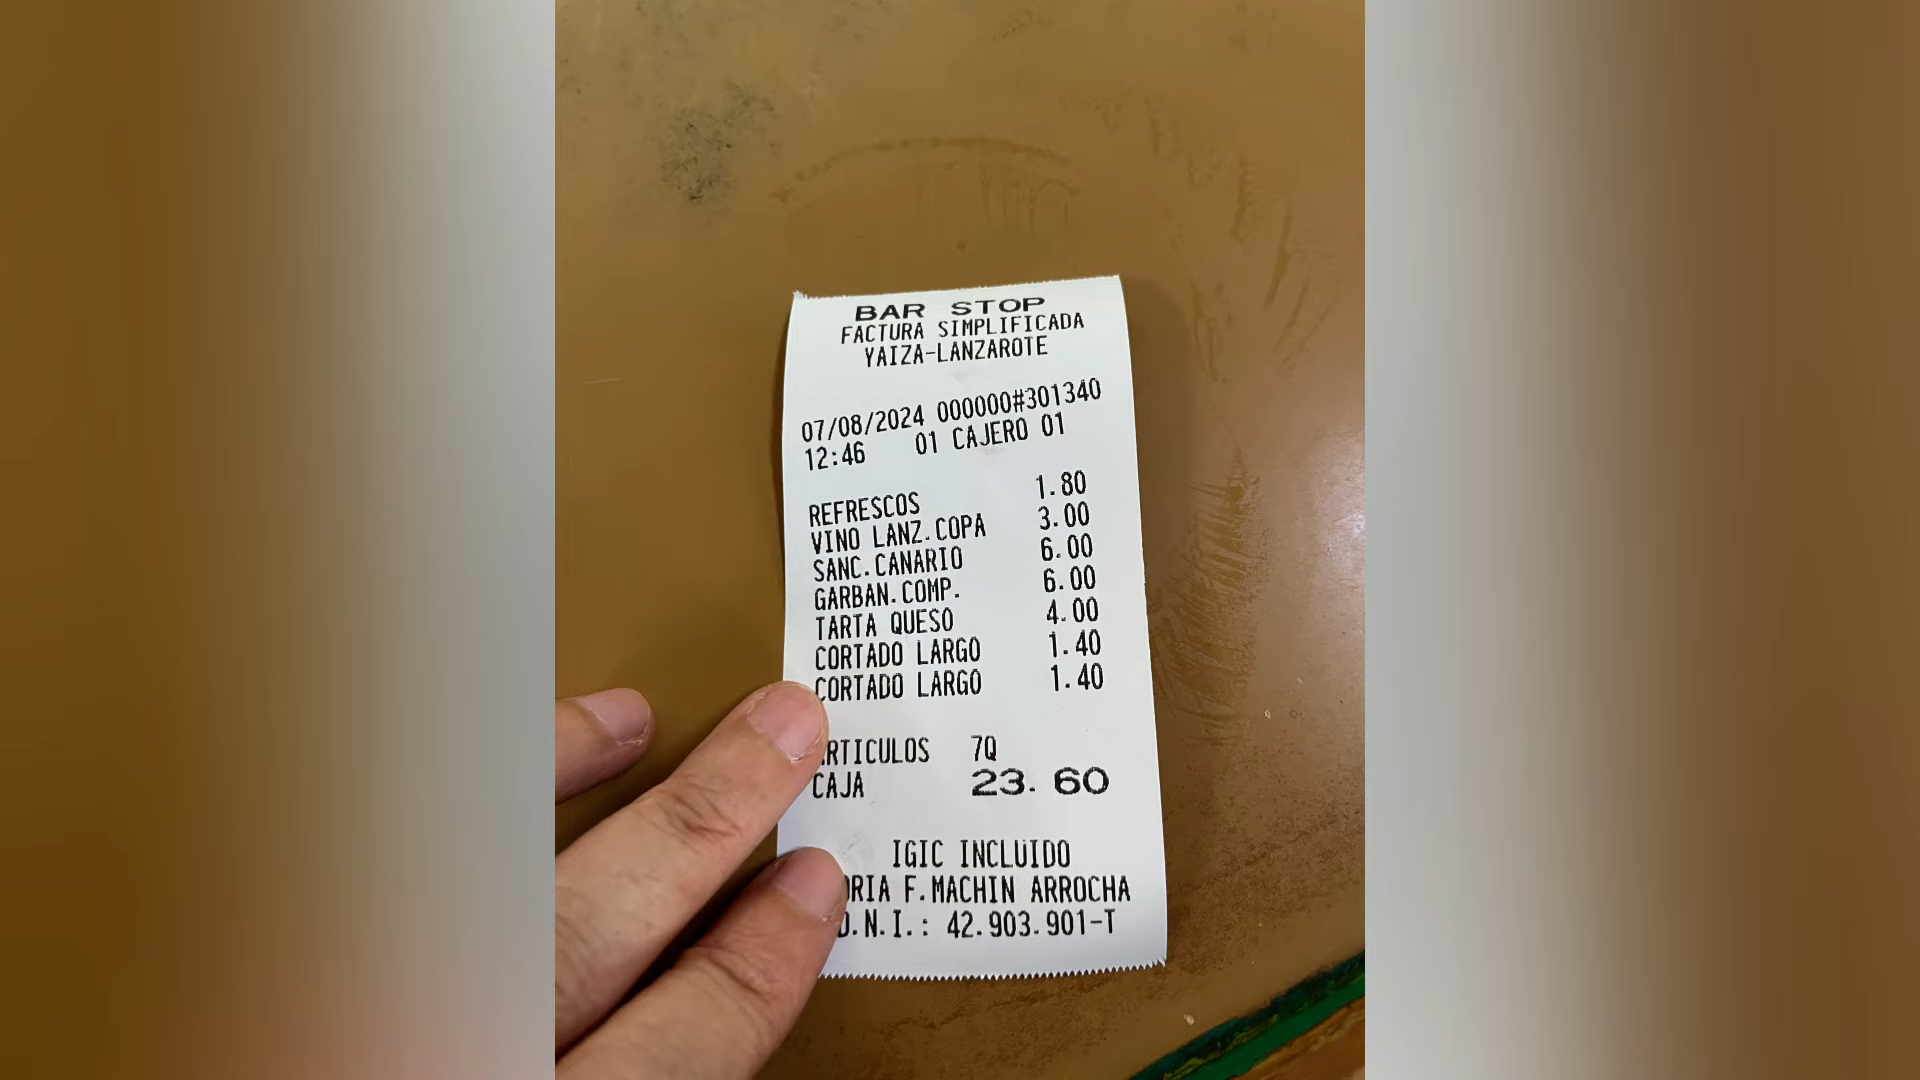 BAR STOP
FACTURA SIMPLIFICADA
YAIZA-LANZAROTE
07/08/2024 000000#301340
12:46 01 CAJERO 01
REFRESCOS 1.80
VINO LANZ.COPA 3.00
SANC.CANARIO 6.00
GARBAN.COMP. 6.00
TARTA QUESO 4.00
CORTADO LARGO 1.40
CORTADO LARGO 1.40
RTICULOS 7Q
CAJA 23.60
IGIC INCLUIDO
ORIA F.MACHIN ARROCHA
D.N.I.: 42.903.901-T